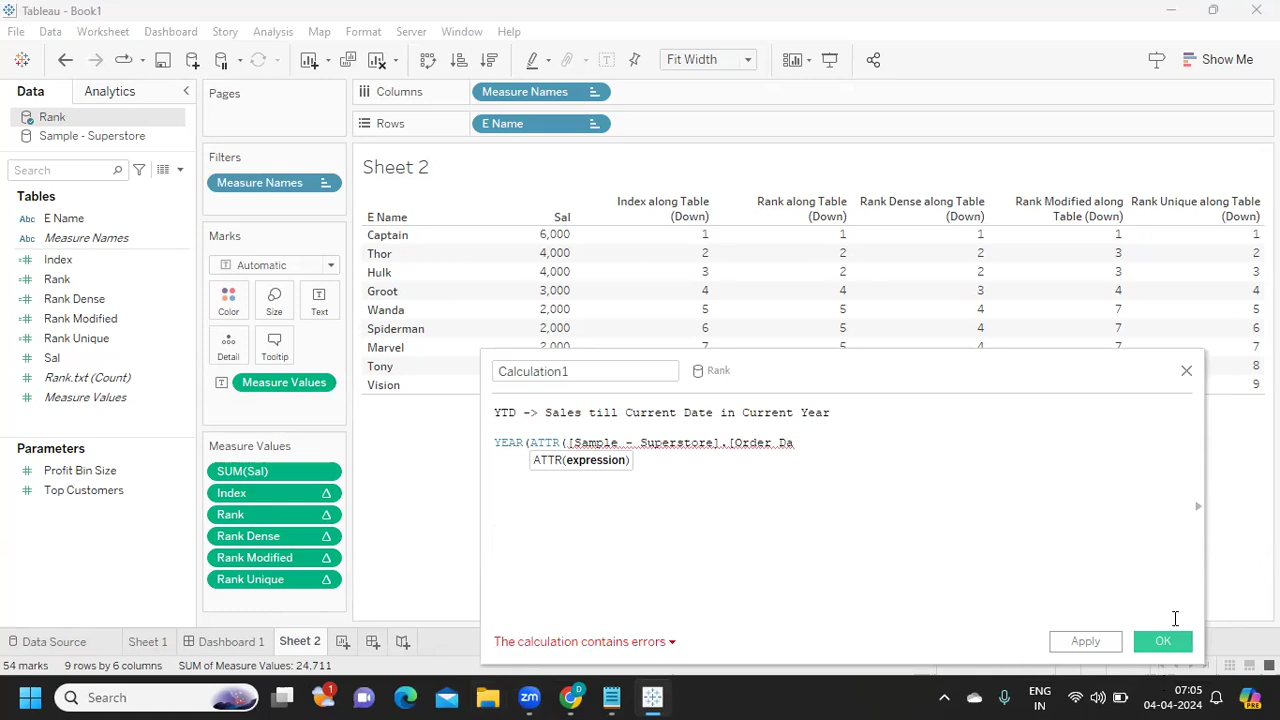 Tableau - Book1
File Data Worksheet Dashboard Story Analysis Map Format Server Window Help
Fit Width
Show Me
Data Analytics
Rank
Sample - Superstore
Search
Tables
Abc E Name
Abc Measure Names
Index
Rank
Rank Dense
Rank Modified
Rank Unique
Sal
Rank.txt (Count)
Measure Values
Parameters
Profit Bin Size
Top Customers
Pages
Filters
Measure Names
Marks
Automatic
Color Size Text
Detail Tooltip
Measure Values
Measure Values
SUM(Sal)
Index
Rank
Rank Dense
Rank Modified
Rank Unique
Columns Measure Names
Rows E Name
Sheet 2
Index along Table Rank along Table Rank Dense along Table Rank Modified along Rank Unique along Table
E Name Sal (Down) (Down) (Down) Table (Down) (Down)
Captain 6,000 1 1 1 1 1
Thor 4,000 2 2 2 3 2
Hulk 4,000 3 2 2 3 3
Groot 3,000 4 4 3 4 4
Wanda 2,000 5 5 4 7 5
Spiderman 2,000 6 5 4 7 6
Marvel 2,000 7 5 4 7 7
Tony 8
Vision 9
Calculation1 Rank
YTD -> Sales till Current Date in Current Year
YEAR(ATTR([Sample - Superstore].[Order Da
ATTR(expression)
The calculation contains errors
Apply OK
Data Source Sheet 1 Dashboard 1 Sheet 2
54 marks 9 rows by 6 columns SUM of Measure Values: 24,711
Search
1
zm
D
ENG
IN
07:05
04-04-2024
PRE